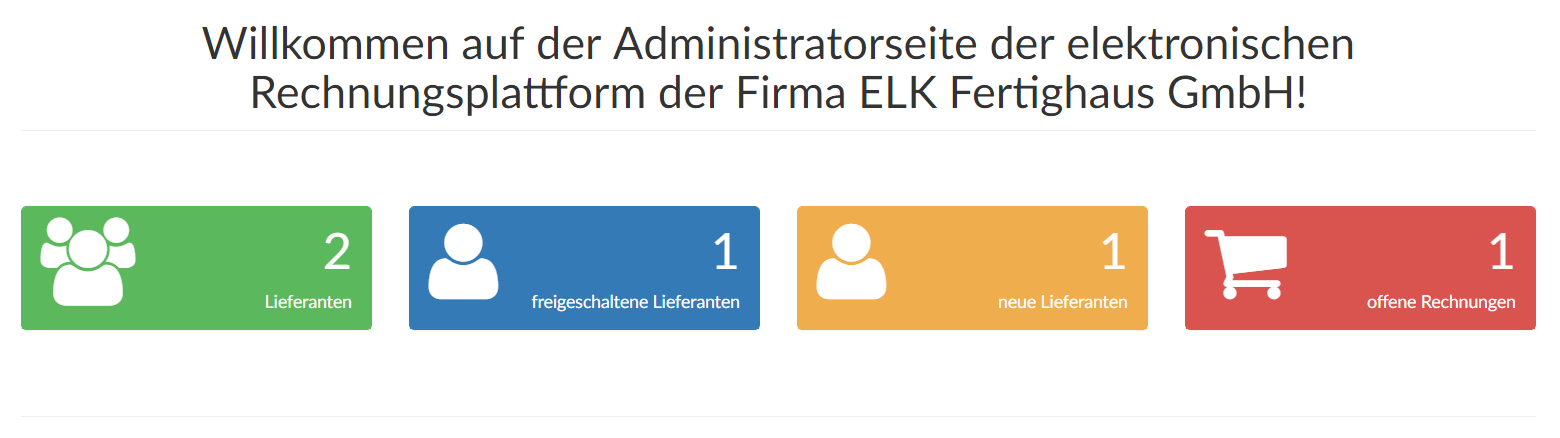 Willkommen auf der Administratorseite der elektronischen
Rechnungsplattform der Firma ELK Fertighaus GmbH!
2
Lieferanten
1
freigeschaltene Lieferanten
1
neue Lieferanten
1
offene Rechnungen